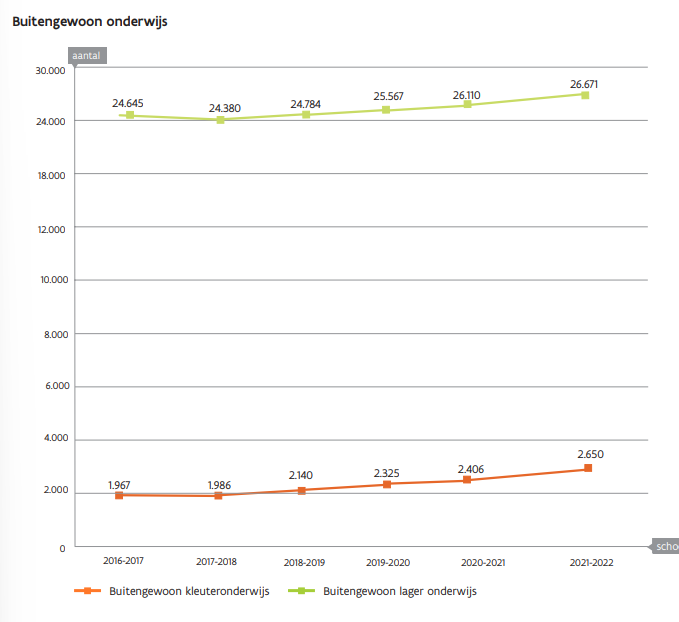 Buitengewoon onderwijs
aantal
30.000
24.645 24.380 24.784 25.567 26.110 26.671
24.000
18.000
12.000
10.000
8.000
6.000
4.000
1.967 1.986 2.140 2.325 2.406 2.650
2.000
0
scho
2016-2017 2017-2018 2018-2019 2019-2020 2020-2021 2021-2022
Buitengewoon kleuteronderwijs Buitengewoon lager onderwijs